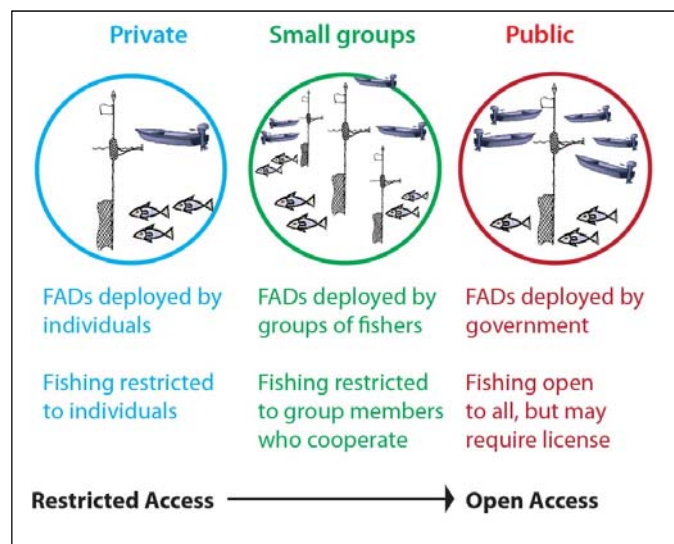 Private
Small groups
Public
FADs deployed by
individuals
FADs deployed by
groups of fishers
FADs deployed by
government
Fishing restricted
to individuals
Fishing restricted
to group members
who cooperate
Fishing open
to all, but may
require license
Restricted Access
Open Access